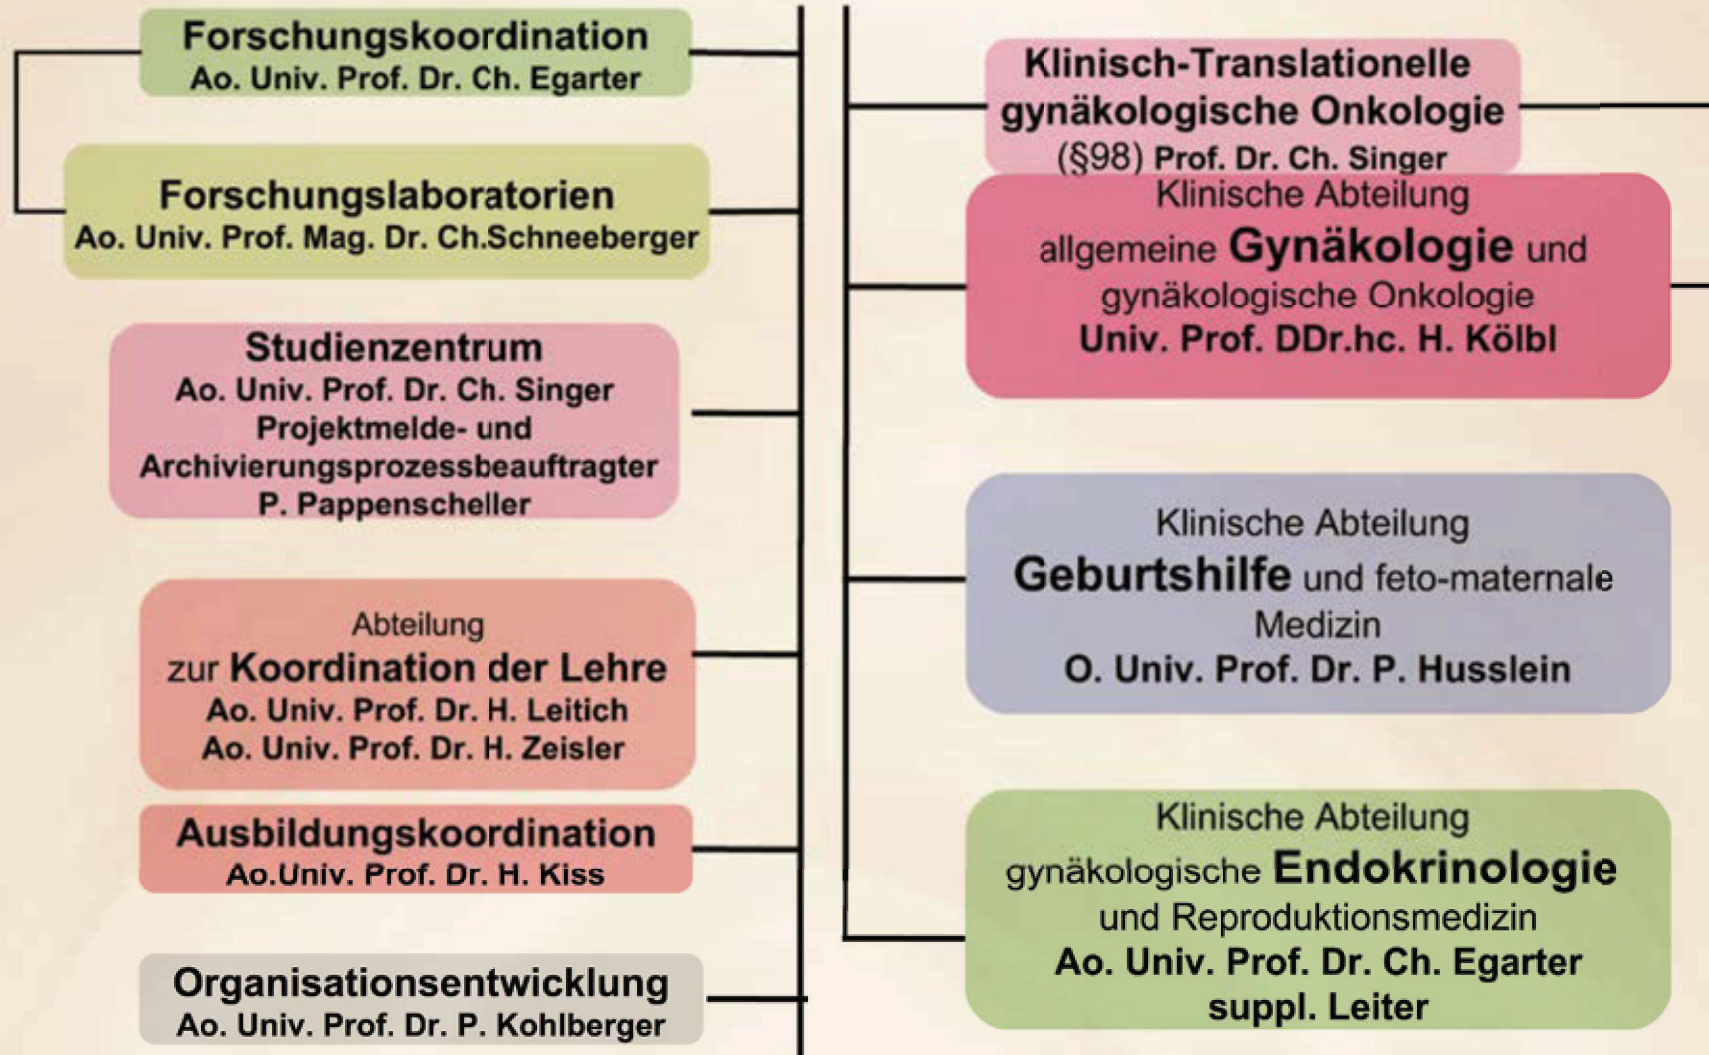 Forschungskoordination
Ao. Univ. Prof. Dr. Ch. Egarter
Forschungslaboratorien
Ao. Univ. Prof. Mag. Dr. Ch.Schneeberger
Studienzentrum
Ao. Univ. Prof. Dr. Ch. Singer
Projektmelde- und
Archivierungsprozessbeauftragter
P. Pappenscheller
Abteilung
zur Koordination der Lehre
Ao. Univ. Prof. Dr. H. Leitich
Ao. Univ. Prof. Dr. H. Zeisler
Ausbildungskoordination
Ao.Univ. Prof. Dr. H. Kiss
Organisationsentwicklung
Ao. Univ. Prof. Dr. P. Kohlberger
Klinisch-Translationelle
gynäkologische Onkologie
(§98) Prof. Dr. Ch. Singer
Klinische Abteilung
allgemeine Gynäkologie und
gynäkologische Onkologie
Univ. Prof. DDr.hc. H. Kölbl
Klinische Abteilung
Geburtshilfe und feto-maternale
Medizin
O. Univ. Prof. Dr. P. Husslein
Klinische Abteilung
gynäkologische Endokrinologie
und Reproduktionsmedizin
Ao. Univ. Prof. Dr. Ch. Egarter
suppl. Leiter